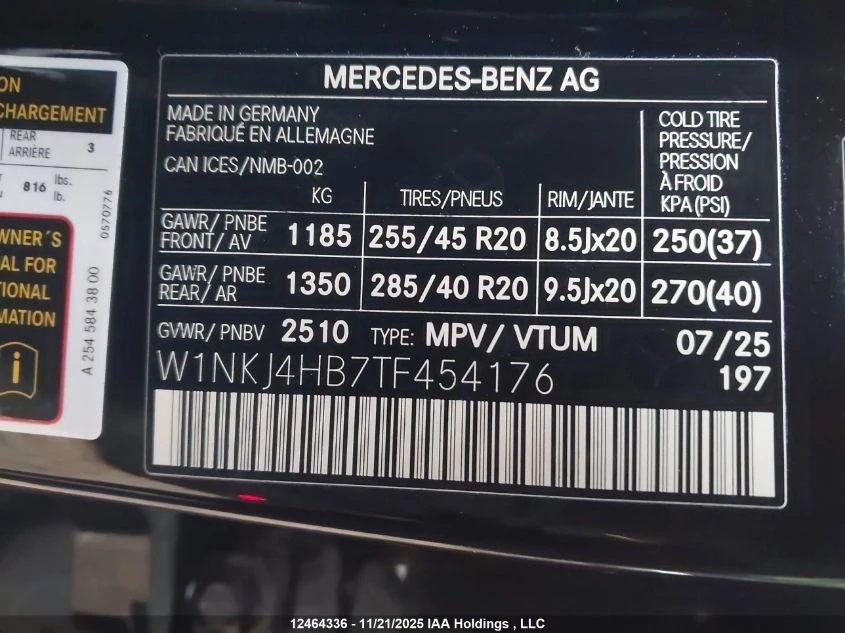 ON
CHARGEMENT
REAR
ARRIÈRE 3
816 lbs.
lb.
0570776
WNER´S
AL FOR
TIONAL
MATION
i
A 254 584 38 00
MERCEDES-BENZ AG
MADE IN GERMANY
FABRIQUÉ EN ALLEMAGNE
CAN ICES/NMB-002
COLD TIRE
PRESSURE/
PRESSION
À FROID
KPA(PSI)
KG TIRES/PNEUS RIM/JANTE
GAWR/ PNBE
FRONT/ AV 1185 255/45 R20 8.5Jx20 250(37)
GAWR/ PNBE
REAR/ AR 1350 285/40 R20 9.5Jx20 270(40)
GVWR/ PNBV 2510 TYPE: MPV/ VTUM 07/25
W1NKJ4HB7TF454176 197
12464336 - 11/21/2025 IAA Holdings , LLC